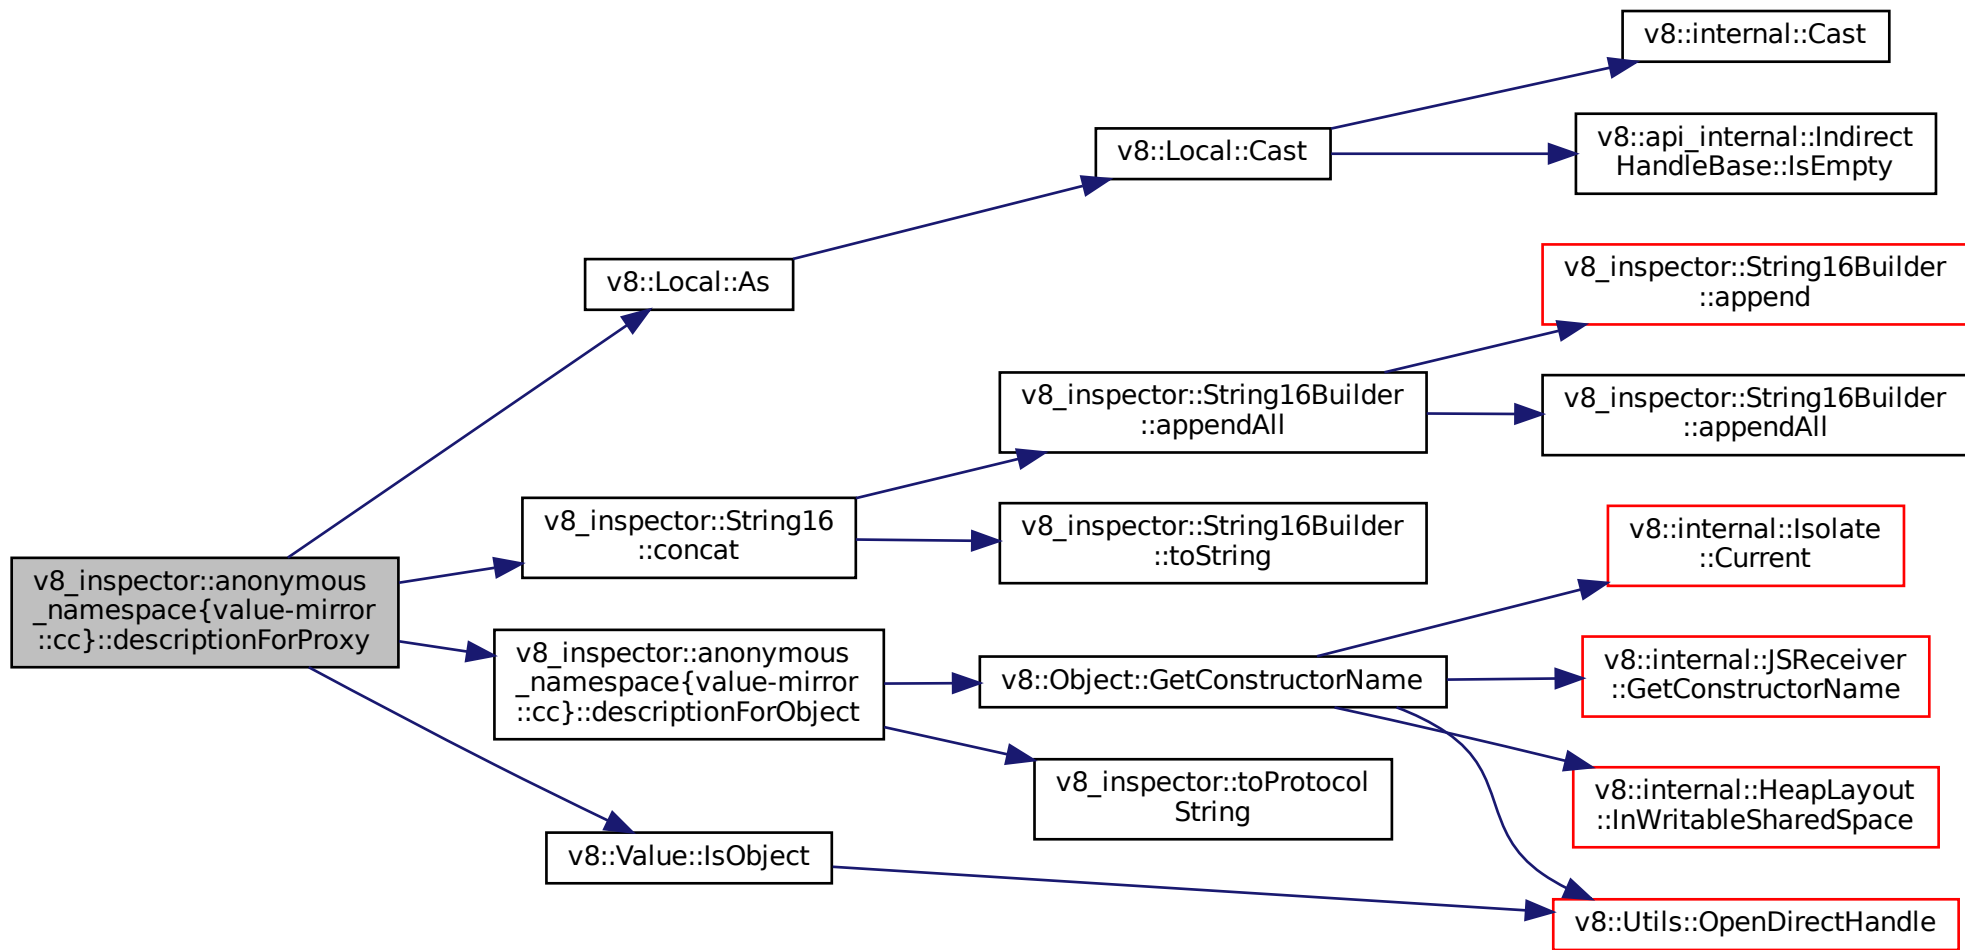 v8::internal::Cast
v8::api_internal::Indirect
HandleBase::IsEmpty
v8::Local::Cast
v8::Local::As
v8_inspector::String16Builder
::append
v8_inspector::String16Builder
::appendAll
v8_inspector::String16Builder
::appendAll
v8_inspector::String16
::concat
v8_inspector::String16Builder
::toString
v8::internal::Isolate
::Current
v8_inspector::anonymous
_namespace{value-mirror
::cc}::descriptionForProxy
v8_inspector::anonymous
_namespace{value-mirror
::cc}::descriptionForObject
v8::Object::GetConstructorName
v8::internal::JSReceiver
::GetConstructorName
v8_inspector::toProtocol
String
v8::internal::HeapLayout
::InWritableSharedSpace
v8::Value::IsObject
v8::Utils::OpenDirectHandle